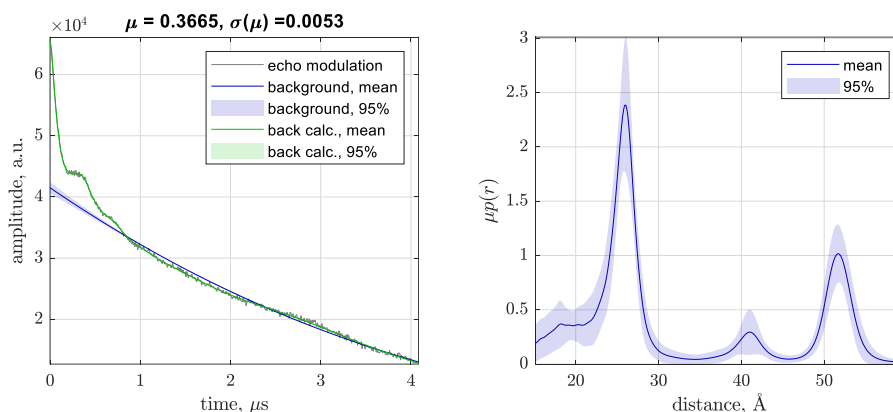 μ = 0.3665, σ(μ) =0.0053
×10⁴
6
5
4
3
2
0
1
2
3
4
amplitude, a.u.
time, μs
echo modulation
background, mean
background, 95%
back calc., mean
back calc., 95%
3
2.5
2
1.5
1
0.5
0
20
30
40
50
μp(r)
distance, Å
mean
95%